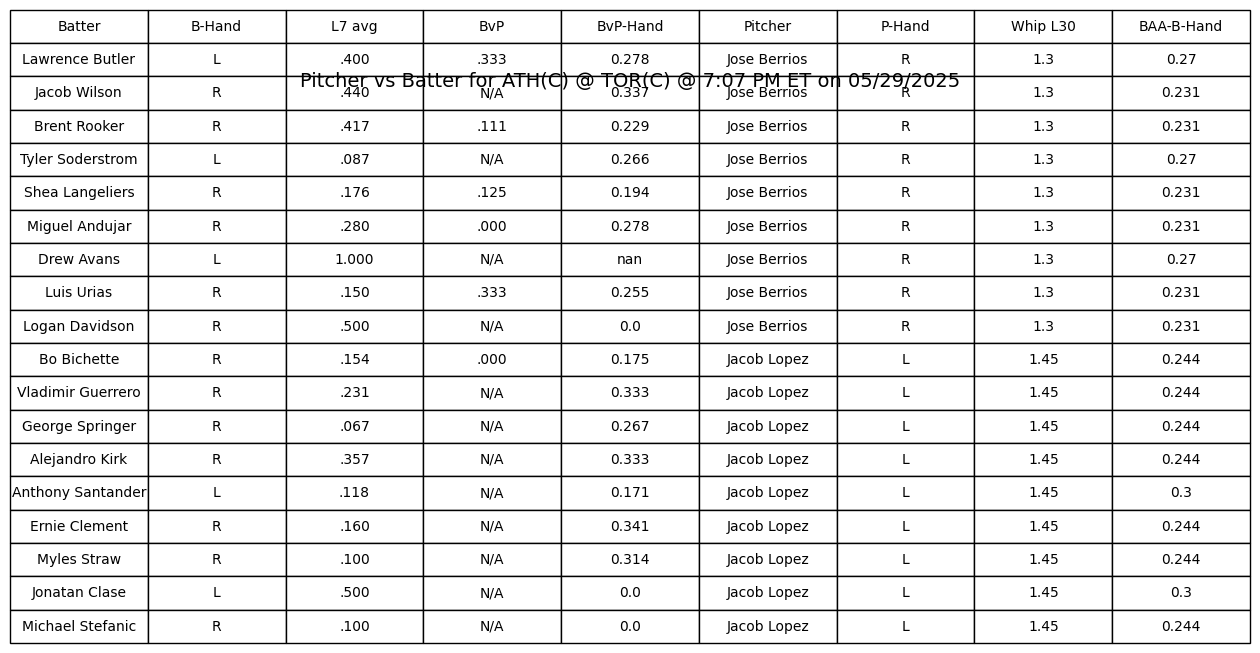 Batter B-Hand L7 avg BvP BvP-Hand Pitcher P-Hand Whip L30 BAA-B-Hand
Lawrence Butler L .400 .333 0.278 Jose Berrios R 1.3 0.27
Pitcher vs Batter for ATH(C) @ TOR(C) @ 7:07 PM ET on 05/29/2025
Jacob Wilson R .440 N/A 0.337 Jose Berrios R 1.3 0.231
Brent Rooker R .417 .111 0.229 Jose Berrios R 1.3 0.231
Tyler Soderstrom L .087 N/A 0.266 Jose Berrios R 1.3 0.27
Shea Langeliers R .176 .125 0.194 Jose Berrios R 1.3 0.231
Miguel Andujar R .280 .000 0.278 Jose Berrios R 1.3 0.231
Drew Avans L 1.000 N/A nan Jose Berrios R 1.3 0.27
Luis Urias R .150 .333 0.255 Jose Berrios R 1.3 0.231
Logan Davidson R .500 N/A 0.0 Jose Berrios R 1.3 0.231
Bo Bichette R .154 .000 0.175 Jacob Lopez L 1.45 0.244
Vladimir Guerrero R .231 N/A 0.333 Jacob Lopez L 1.45 0.244
George Springer R .067 N/A 0.267 Jacob Lopez L 1.45 0.244
Alejandro Kirk R .357 N/A 0.333 Jacob Lopez L 1.45 0.244
Anthony Santander L .118 N/A 0.171 Jacob Lopez L 1.45 0.3
Ernie Clement R .160 N/A 0.341 Jacob Lopez L 1.45 0.244
Myles Straw R .100 N/A 0.314 Jacob Lopez L 1.45 0.244
Jonatan Clase L .500 N/A 0.0 Jacob Lopez L 1.45 0.3
Michael Stefanic R .100 N/A 0.0 Jacob Lopez L 1.45 0.244